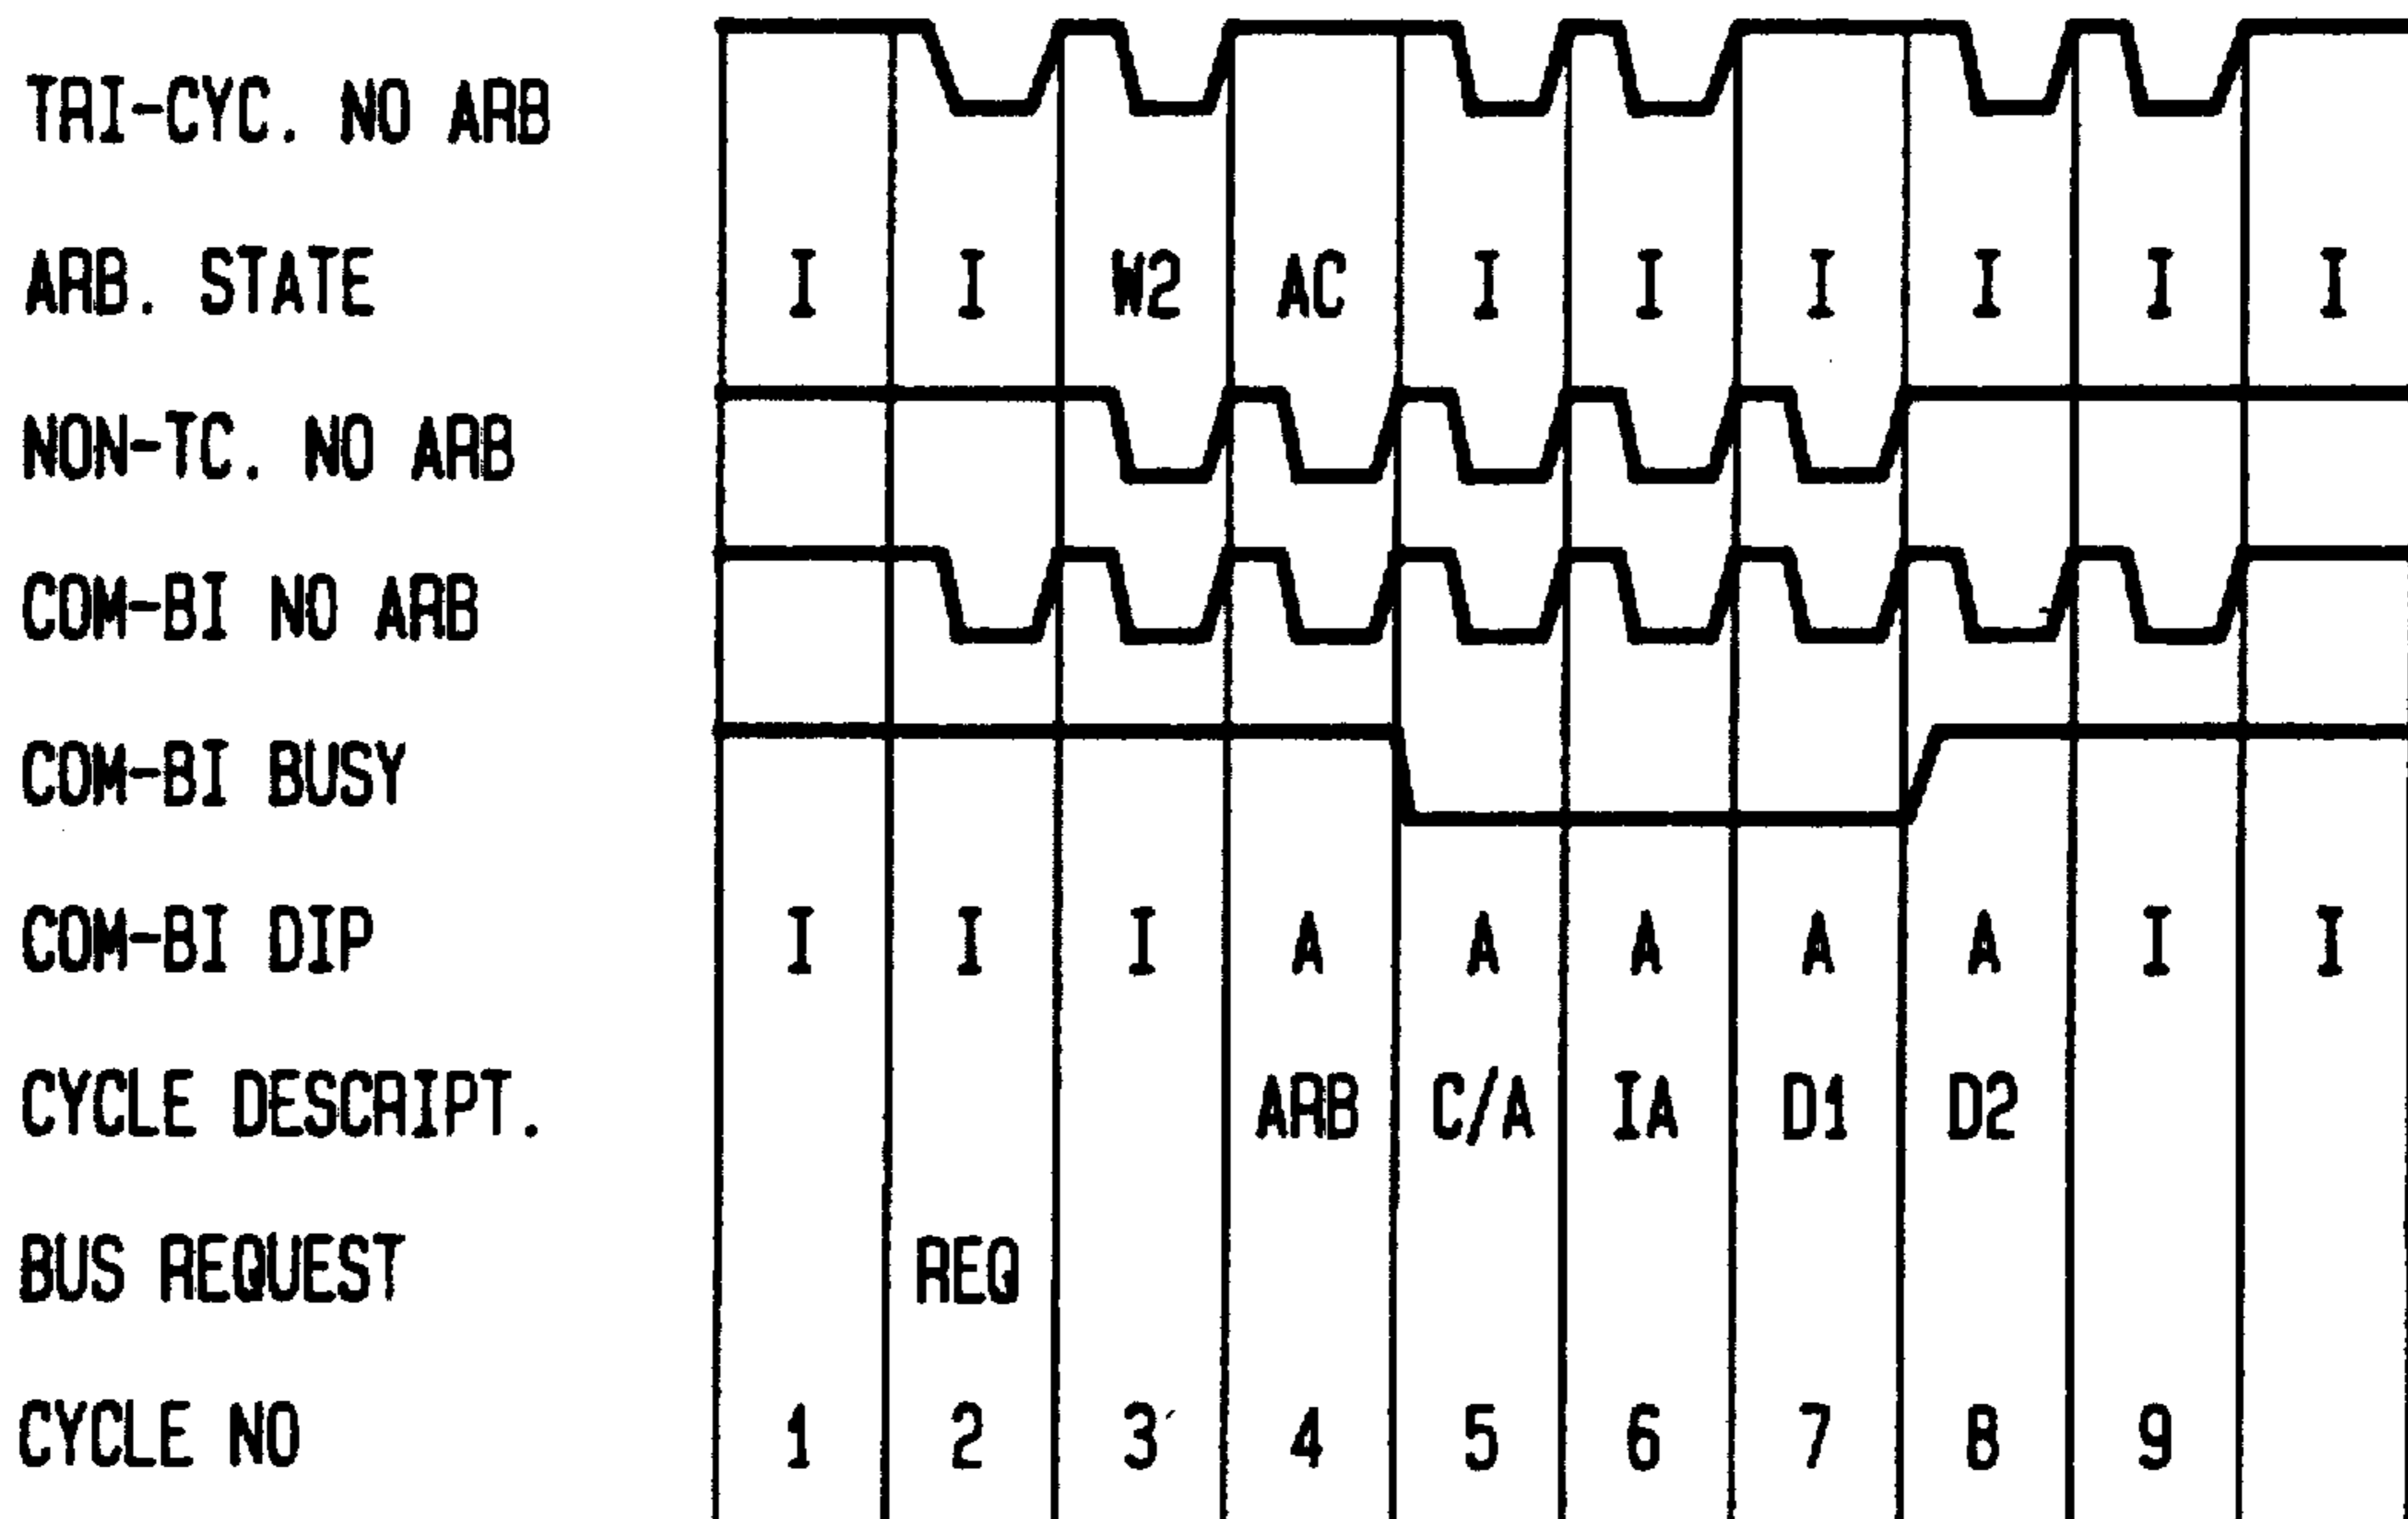 TRI-CYC. NO ARB
ARB. STATE I I W2 AC I I I I I I
NON-TC. NO ARB
COM-BI NO ARB
COM-BI BUSY
COM-BI DIP I I I A A A A A I I
CYCLE DESCRIPT. ARB C/A IA D1 D2
BUS REQUEST REQ
CYCLE NO 1 2 3 4 5 6 7 8 9